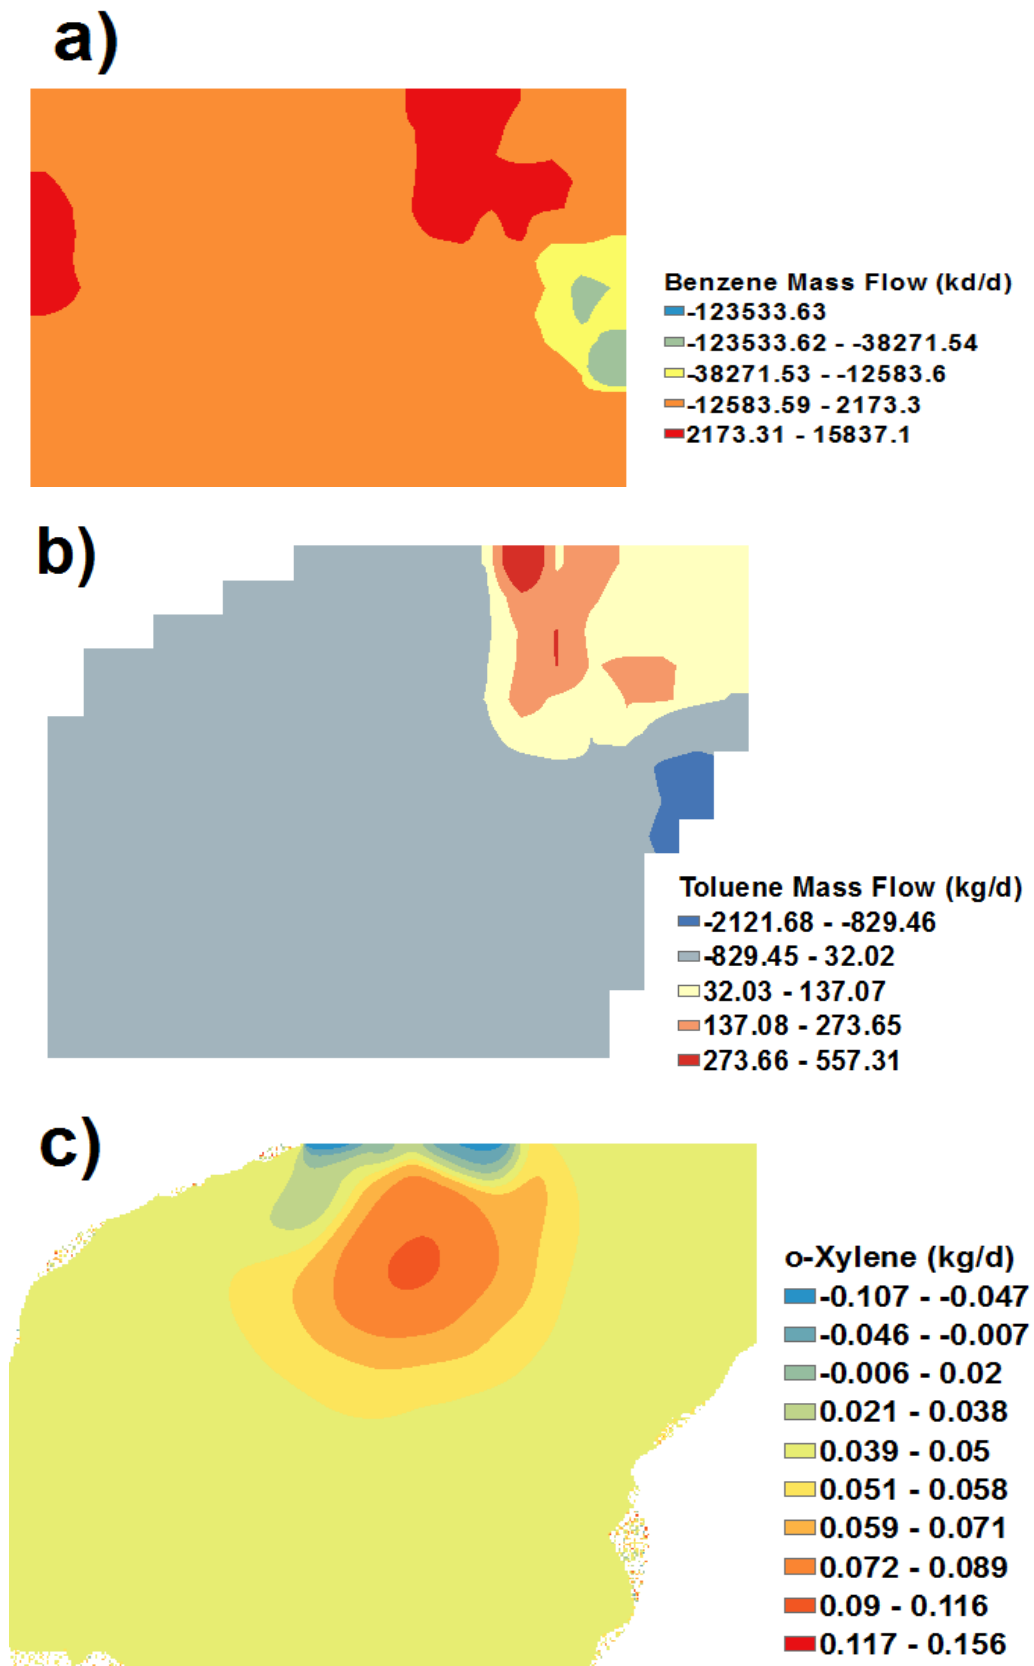 a)
Benzene Mass Flow (kd/d)
-123533.63
-123533.62 - -38271.54
-38271.53 - -12583.6
-12583.59 - 2173.3
2173.31 - 15837.1
b)
Toluene Mass Flow (kg/d)
-2121.68 - -829.46
-829.45 - 32.02
32.03 - 137.07
137.08 - 273.65
273.66 - 557.31
c)
o-Xylene (kg/d)
-0.107 - -0.047
-0.046 - -0.007
-0.006 - 0.02
0.021 - 0.038
0.039 - 0.05
0.051 - 0.058
0.059 - 0.071
0.072 - 0.089
0.09 - 0.116
0.117 - 0.156